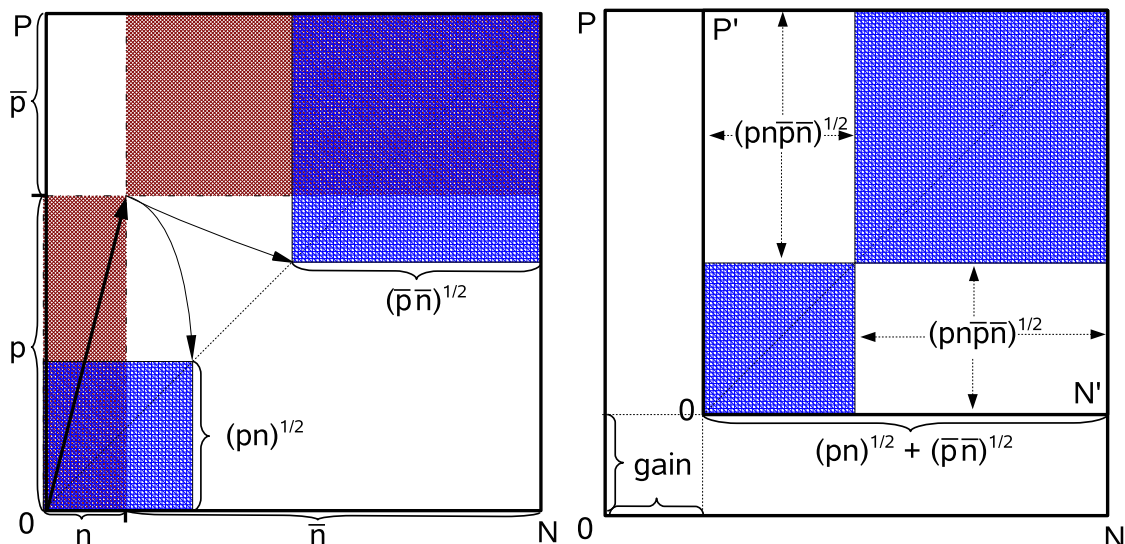 P
p̅
p
0
n
n̅
N
(pn)^1/2
(p̅ n̅)^1/2
P
P'
(pnp̅n̅)^1/2
(pnp̅n̅)^1/2
N'
0
(pn)^1/2 + (p̅ n̅)^1/2
gain
0
N